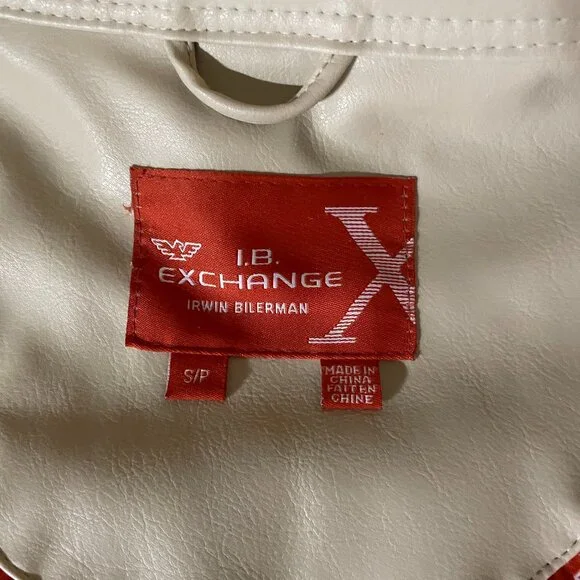 I.B.
EXCHANGE
IRWIN BILERMAN
X
S/P
MADE IN
CHINA
FAIT EN
CHINE